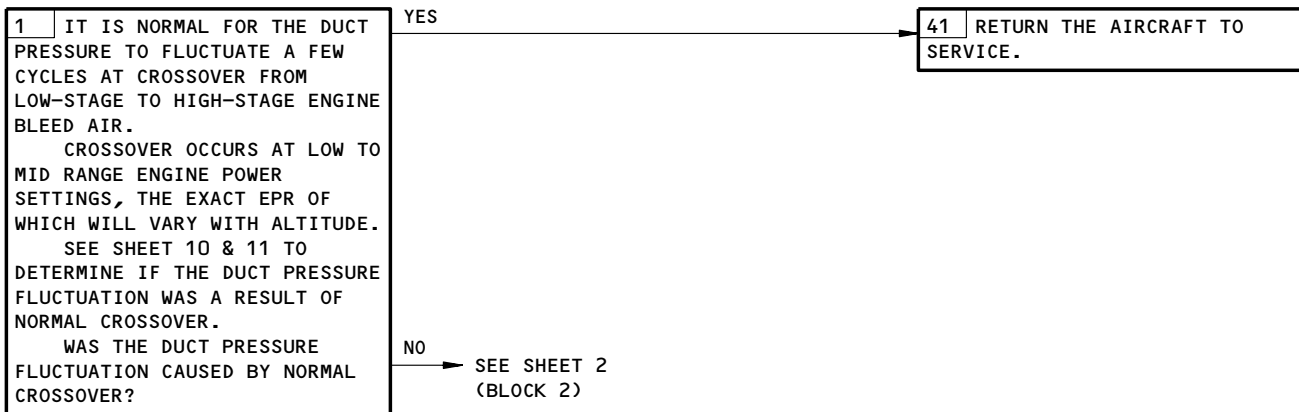 1 IT IS NORMAL FOR THE DUCT
PRESSURE TO FLUCTUATE A FEW
CYCLES AT CROSSOVER FROM
LOW-STAGE TO HIGH-STAGE ENGINE
BLEED AIR.
CROSSOVER OCCURS AT LOW TO
MID RANGE ENGINE POWER
SETTINGS, THE EXACT EPR OF
WHICH WILL VARY WITH ALTITUDE.
SEE SHEET 10 & 11 TO
DETERMINE IF THE DUCT PRESSURE
FLUCTUATION WAS A RESULT OF
NORMAL CROSSOVER.
WAS THE DUCT PRESSURE
FLUCTUATION CAUSED BY NORMAL
CROSSOVER?
YES
41 RETURN THE AIRCRAFT TO
SERVICE.
NO
SEE SHEET 2
(BLOCK 2)